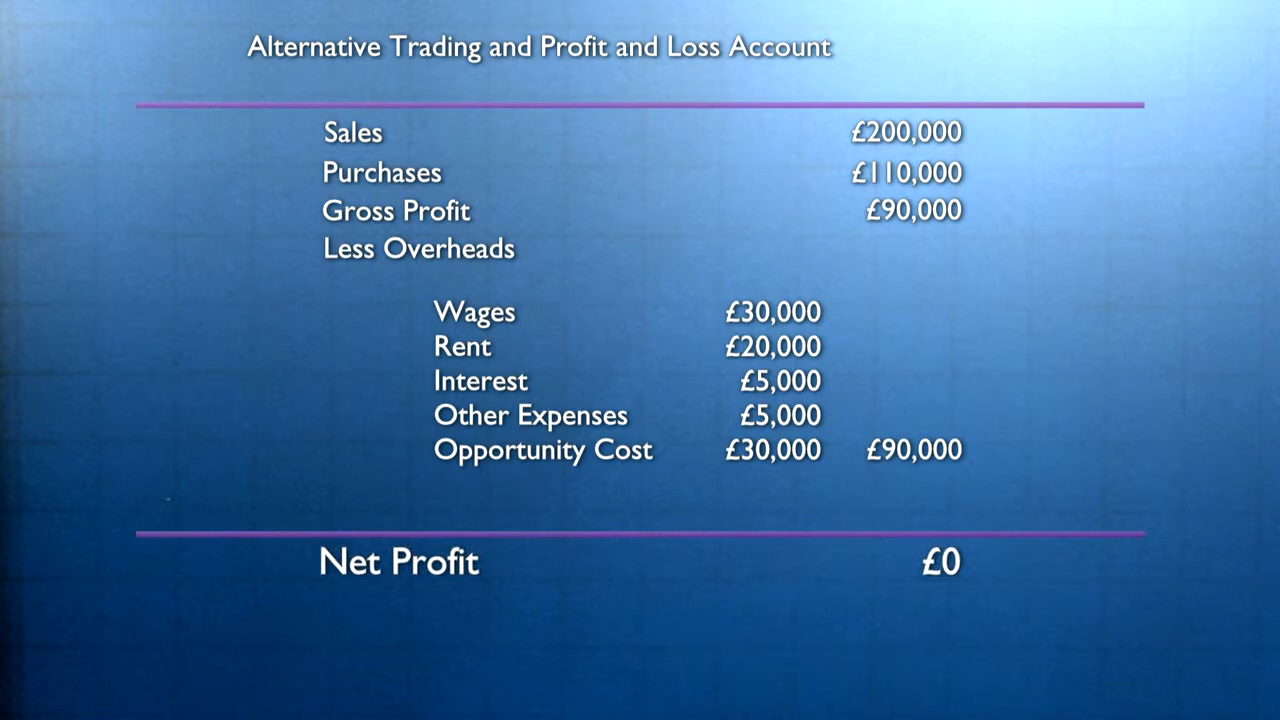 Alternative Trading and Profit and Loss Account
Sales £200,000
Purchases £110,000
Gross Profit £90,000
Less Overheads
Wages £30,000
Rent £20,000
Interest £5,000
Other Expenses £5,000
Opportunity Cost £30,000 £90,000
Net Profit £0